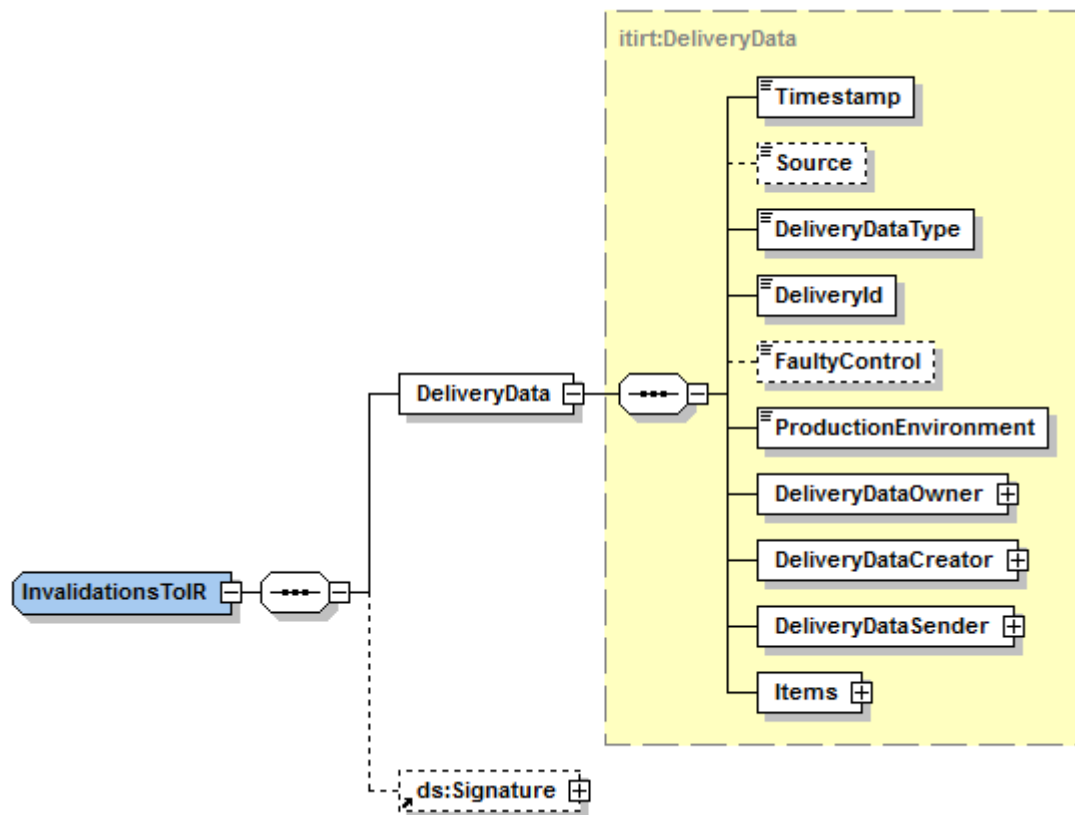 itirt:DeliveryData
Timestamp
Source
DeliveryDataType
DeliveryId
FaultyControl
DeliveryData
ProductionEnvironment
DeliveryDataOwner
DeliveryDataCreator
InvalidationsToIR
DeliveryDataSender
Items
ds:Signature